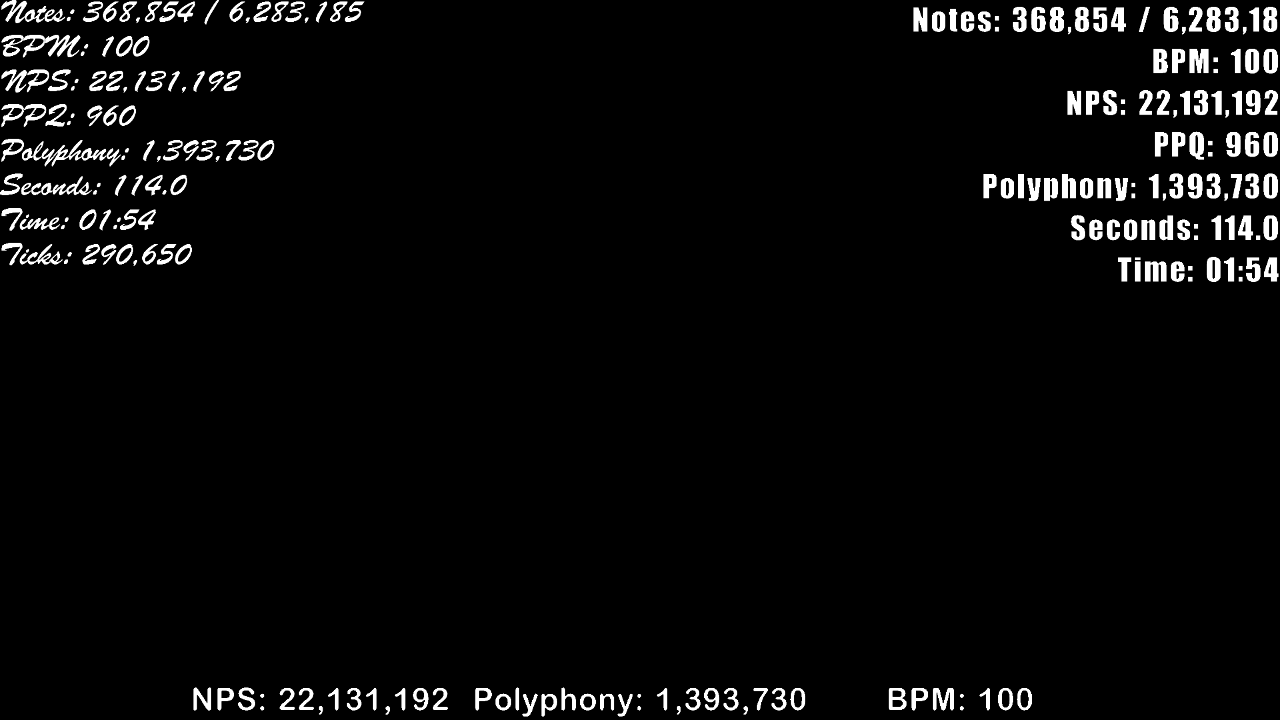 Notes: 368,854 / 6,283,185
BPM: 100
NPS: 22,131,192
PPQ: 960
Polyphony: 1,393,730
Seconds: 114.0
Time: 01:54
Ticks: 290,650
Notes: 368,854 / 6,283,18
BPM: 100
NPS: 22,131,192
PPQ: 960
Polyphony: 1,393,730
Seconds: 114.0
Time: 01:54
NPS: 22,131,192 Polyphony: 1,393,730 BPM: 100